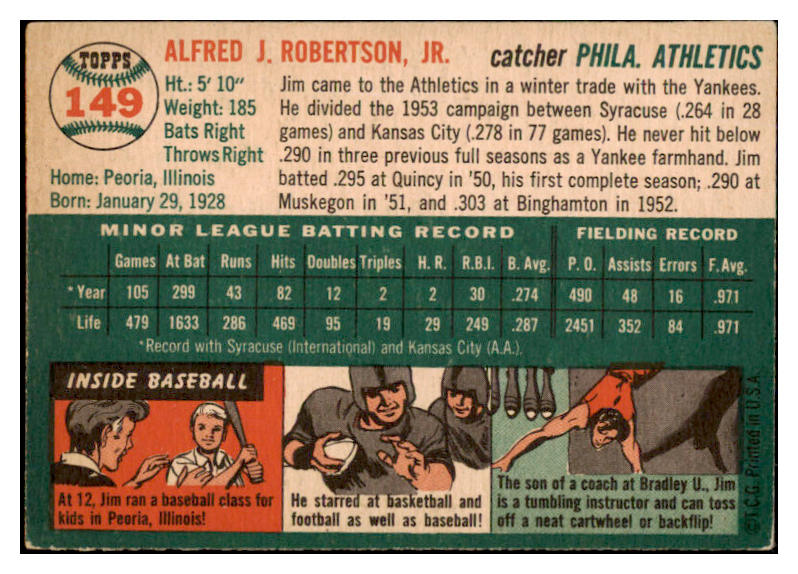 TOPPS
149
ALFRED J. ROBERTSON, JR. catcher PHILA. ATHLETICS
Ht.: 5' 10"
Weight: 185
Bats Right
Throws Right
Home: Peoria, Illinois
Born: January 29, 1928
Jim came to the Athletics in a winter trade with the Yankees.
He divided the 1953 campaign between Syracuse (.264 in 28
games) and Kansas City (.278 in 77 games). He never hit below
.290 in three previous full seasons as a Yankee farmhand. Jim
batted .295 at Quincy in '50, his first complete season; .290 at
Muskegon in '51, and .303 at Binghamton in 1952.
MINOR LEAGUE BATTING RECORD FIELDING RECORD
Games At Bat Runs Hits Doubles Triples H. R. R.B.I. B. Avg. P. O. Assists Errors F. Avg.
*Year 105 299 43 82 12 2 2 30 .274 490 48 16 .971
Life 479 1633 286 469 95 19 29 249 .287 2451 352 84 .971
*Record with Syracuse (International) and Kansas City (A.A.).
INSIDE BASEBALL
At 12, Jim ran a baseball class for
kids in Peoria, Illinois!
He starred at basketball and
football as well as baseball!
The son of a coach at Bradley U., Jim
is a tumbling instructor and can toss
off a neat cartwheel or backflip!
©T.C.G. Printed in U.S.A.